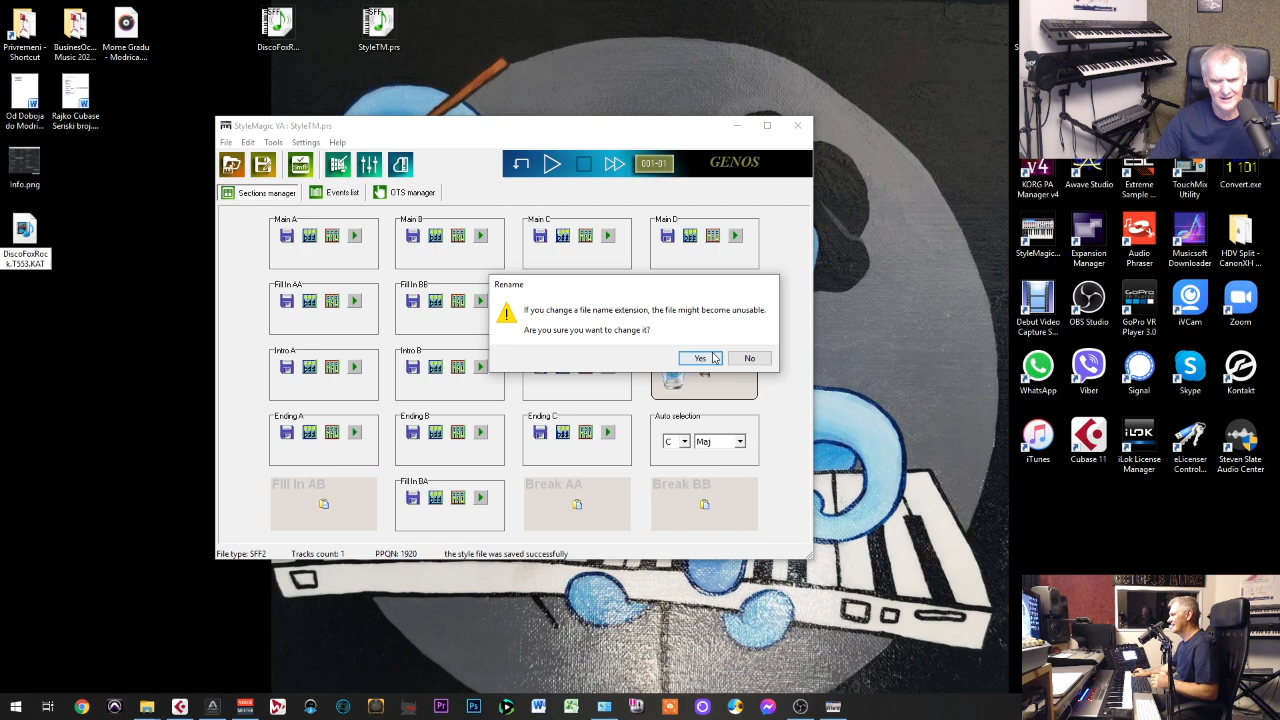 Privremeni -
Shortcut
BusinesOc...
Music 202...
Mome Gradu
- Modrica....
SFF
DiscoFoxR...
SFF
StyleTM.prs
Od Doboja
do Modri...
Rajko Cubase
Seriski broj....
Info.png
DiscoFoxRoc
k.T553.KAT
StyleMagic YA : StyleTM.prs
File
Edit
Tools
Settings
Help
001-01
GENOS
Sections manager
Events list
OTS manager
Main A
Main B
Main C
Main D
Fill In AA
Fill In BB
Intro A
Intro B
Rename
If you change a file name extension, the file might become unusable.
Are you sure you want to change it?
Yes
No
Ending A
Ending B
Ending C
Auto selection
C
Maj
Fill In AB
Fill In BA
Break AA
Break BB
File type: SFF2
Tracks count: 1
PPQN: 1920
the style file was saved successfully
KORG PA
Manager v4
Awave Studio
Extreme
Sample ...
TouchMix
Utility
Convert.exe
StyleMagic...
Expansion
Manager
Audio
Phraser
Musicsoft
Downloader
HDV Split -
CanonXH ...
Debut Video
Capture S...
OBS Studio
GoPro VR
Player 3.0
iVCam
Zoom
WhatsApp
Viber
Signal
Skype
Kontakt
iTunes
Cubase 11
iLok License
Manager
eLicenser
Control...
Steven Slate
Audio Center